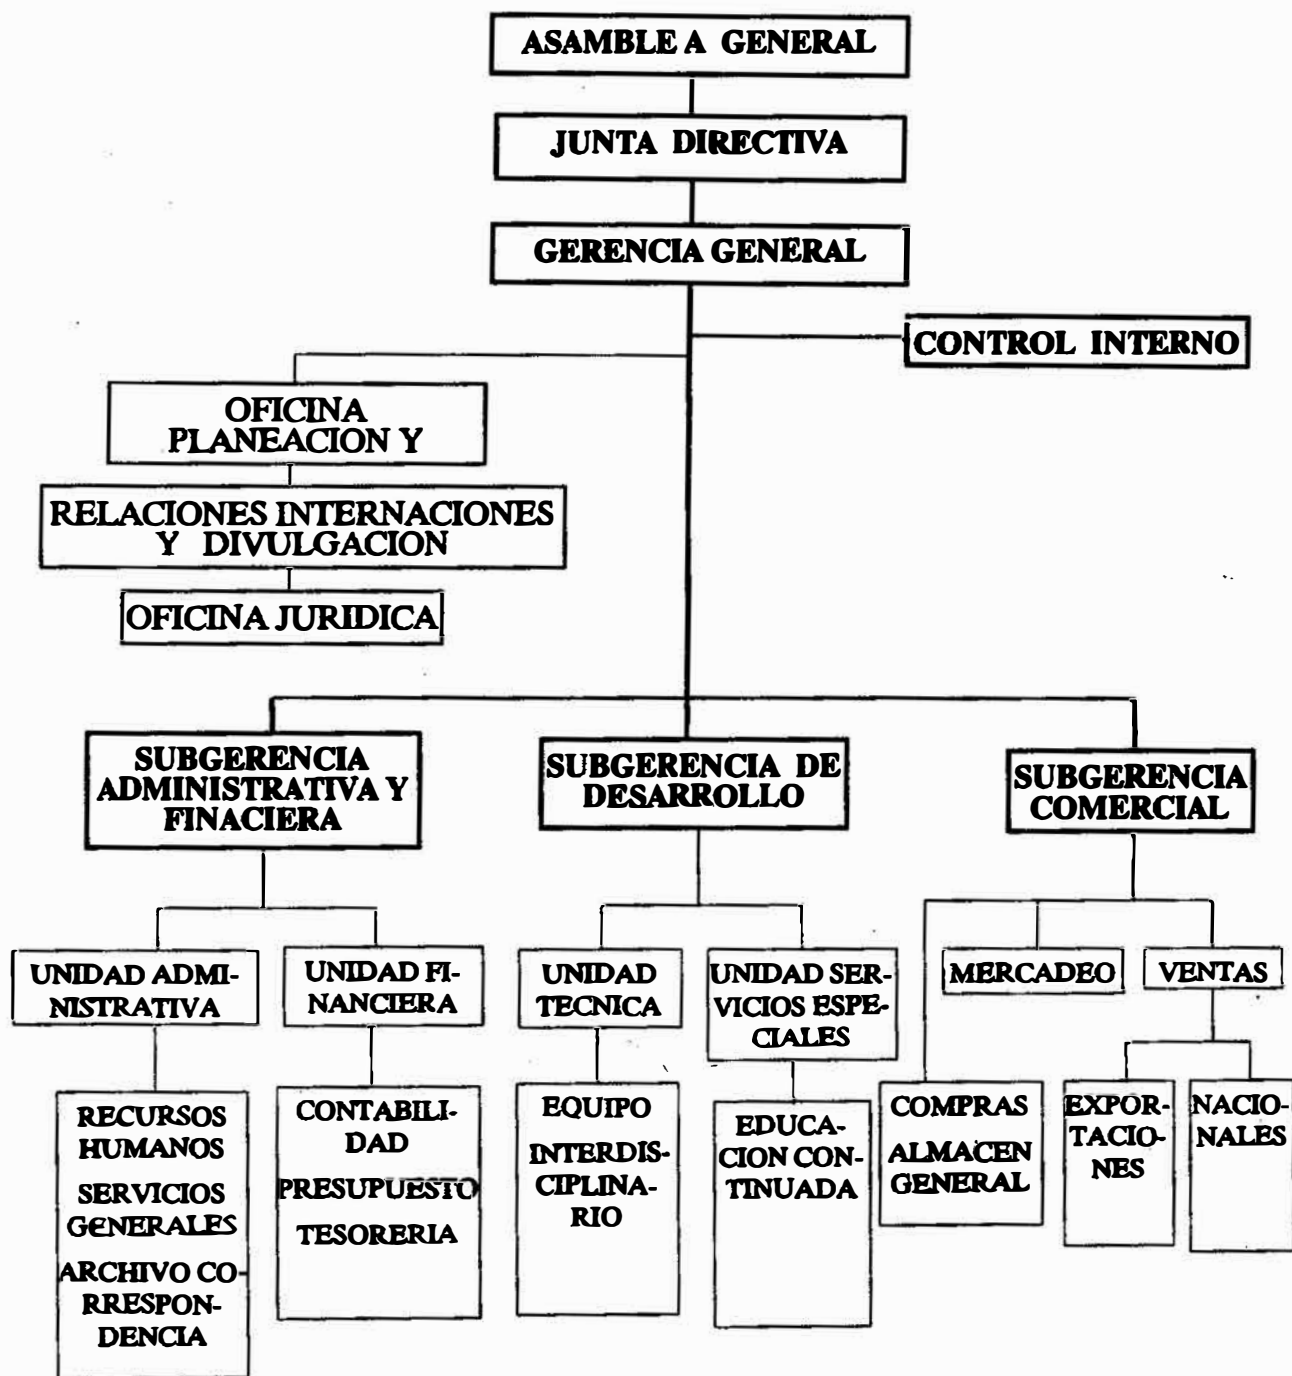 ASAMBLE A GENERAL
JUNTA DIRECTIVA
GERENCIA GENERAL
CONTROL INTERNO
OFICINA
PLANEACION Y
RELACIONES INTERNACIONES
Y DIVULGACION
OFICINA JURIDICA
SUBGERENCIA
ADMINISTRATIVA Y
FINACIERA
SUBGERENCIA DE
DESARROLLO
SUBGERENCIA
COMERCIAL
UNIDAD ADMI-
NISTRATIVA
UNIDAD FI-
NANCIERA
UNIDAD
TECNICA
UNIDAD SER-
VICIOS ESPE-
CIALES
MERCADEO
VENTAS
RECURSOS
HUMANOS
SERVICIOS
GENERALES
ARCHIVO CO-
RRESPON-
DENCIA
CONTABILI-
DAD
PRESUPUESTO
TESORERIA
EQUIPO
INTERDIS-
CIPLINA-
RIO
EDUCA-
CION CON-
TINUADA
COMPRAS
ALMACEN
GENERAL
EXPOR-
TACIO-
NES
NACIO-
NALES